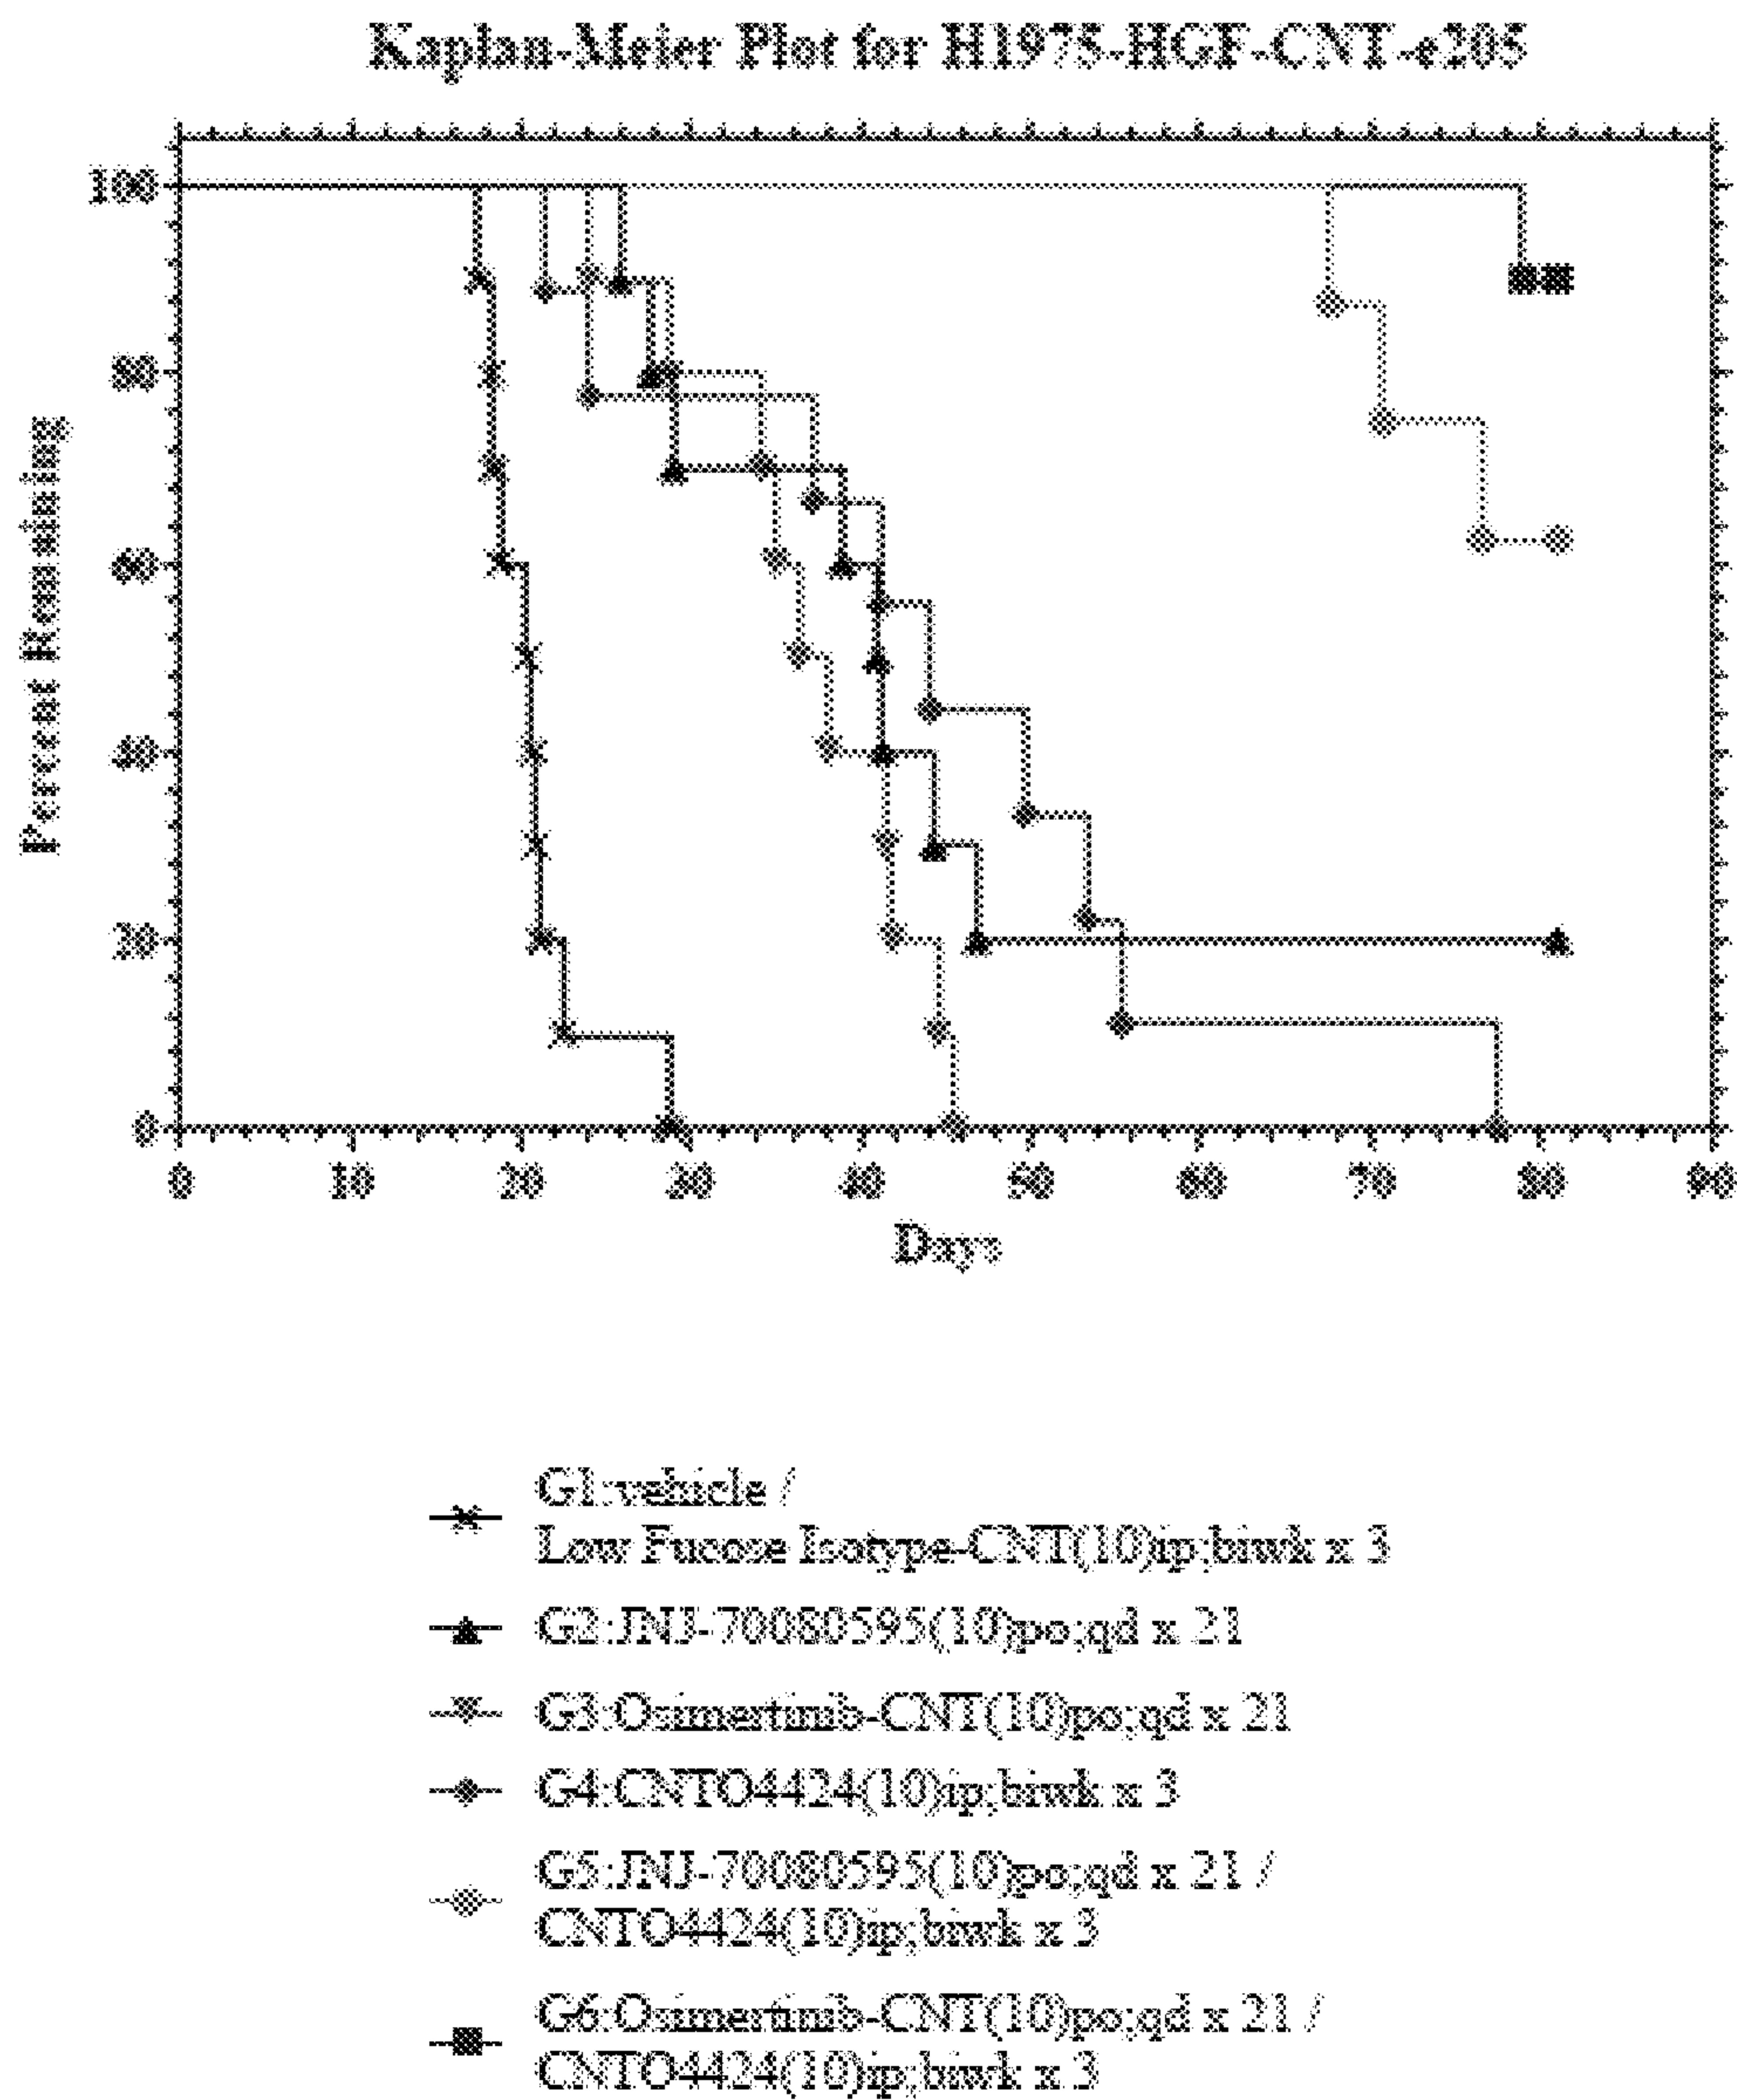 Kaplan-Meier Plot for H1975-HGF-CNT-e205
100
80
60
40
20
0
Percent Remaining
0 10 20 30 40 50 60 70 80 90
Days
G1:vehicle /
Low Fucose Isotype-CNT(10)ip;biwk x 3
G2:JNJ-70080595(10)po;qd x 21
G3:Osimertinib-CNT(10)po;qd x 21
G4:CNTO4424(10)ip;biwk x 3
G5:JNJ-70080595(10)po;qd x 21 /
CNTO4424(10)ip;biwk x 3
G6:Osimertinib-CNT(10)po;qd x 21 /
CNTO4424(10)ip;biwk x 3